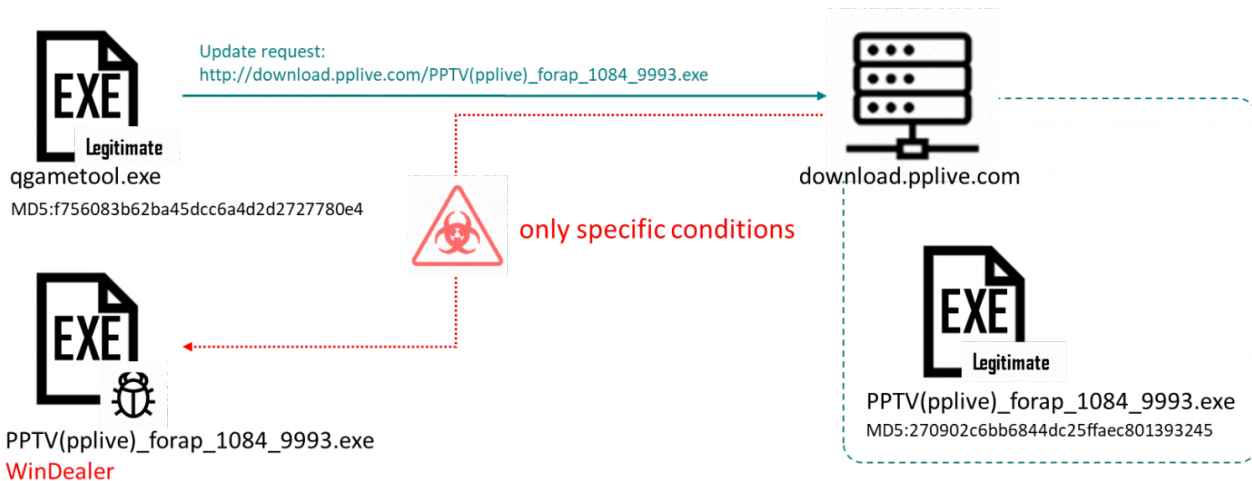 EXE
Legitimate
qgametool.exe
MD5:f756083b62ba45dcc6a4d2d2727780e4
Update request:
http://download.pplive.com/PPTV(pplive)_forap_1084_9993.exe
download.pplive.com
only specific conditions
EXE
PPTV(pplive)_forap_1084_9993.exe
WinDealer
EXE
Legitimate
PPTV(pplive)_forap_1084_9993.exe
MD5:270902c6bb6844dc25ffaec801393245